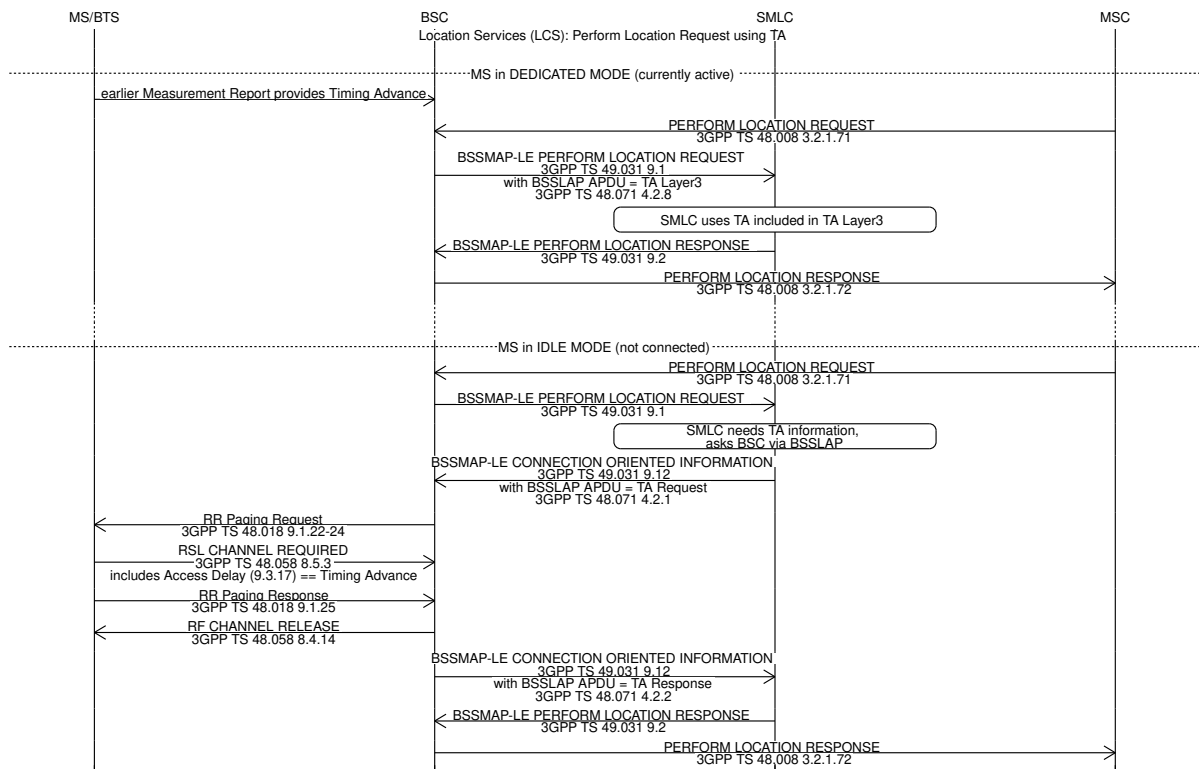 MS/BTS BSC SMLC MSC
Location Services (LCS): Perform Location Request using TA
MS in DEDICATED MODE (currently active)
earlier Measurement Report provides Timing Advance
PERFORM LOCATION REQUEST
3GPP TS 48.008 3.2.1.71
BSSMAP-LE PERFORM LOCATION REQUEST
3GPP TS 49.031 9.1
with BSSLAP APDU = TA Layer3
3GPP TS 48.071 4.2.8
SMLC uses TA included in TA Layer3
BSSMAP-LE PERFORM LOCATION RESPONSE
3GPP TS 49.031 9.2
PERFORM LOCATION RESPONSE
3GPP TS 48.008 3.2.1.72
MS in IDLE MODE (not connected)
PERFORM LOCATION REQUEST
3GPP TS 48.008 3.2.1.71
BSSMAP-LE PERFORM LOCATION REQUEST
3GPP TS 49.031 9.1
SMLC needs TA information,
asks BSC via BSSLAP
BSSMAP-LE CONNECTION ORIENTED INFORMATION
3GPP TS 49.031 9.12
with BSSLAP APDU = TA Request
3GPP TS 48.071 4.2.1
RR Paging Request
3GPP TS 48.018 9.1.22-24
RSL CHANNEL REQUIRED
3GPP TS 48.058 8.5.3
includes Access Delay (9.3.17) == Timing Advance
RR Paging Response
3GPP TS 48.018 9.1.25
RF CHANNEL RELEASE
3GPP TS 48.058 8.4.14
BSSMAP-LE CONNECTION ORIENTED INFORMATION
3GPP TS 49.031 9.12
with BSSLAP APDU = TA Response
3GPP TS 48.071 4.2.2
BSSMAP-LE PERFORM LOCATION RESPONSE
3GPP TS 49.031 9.2
PERFORM LOCATION RESPONSE
3GPP TS 48.008 3.2.1.72